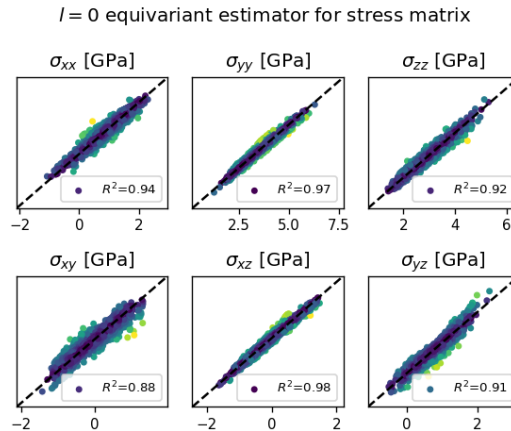 l = 0 equivariant estimator for stress matrix
σxx [GPa] σyy [GPa] σzz [GPa]
R²=0.94 R²=0.97 R²=0.92
−2 0 2 2.5 5.0 7.5 2 4 6
σxy [GPa] σxz [GPa] σyz [GPa]
R²=0.88 R²=0.98 R²=0.91
−2 0 −2 0 2 0 2